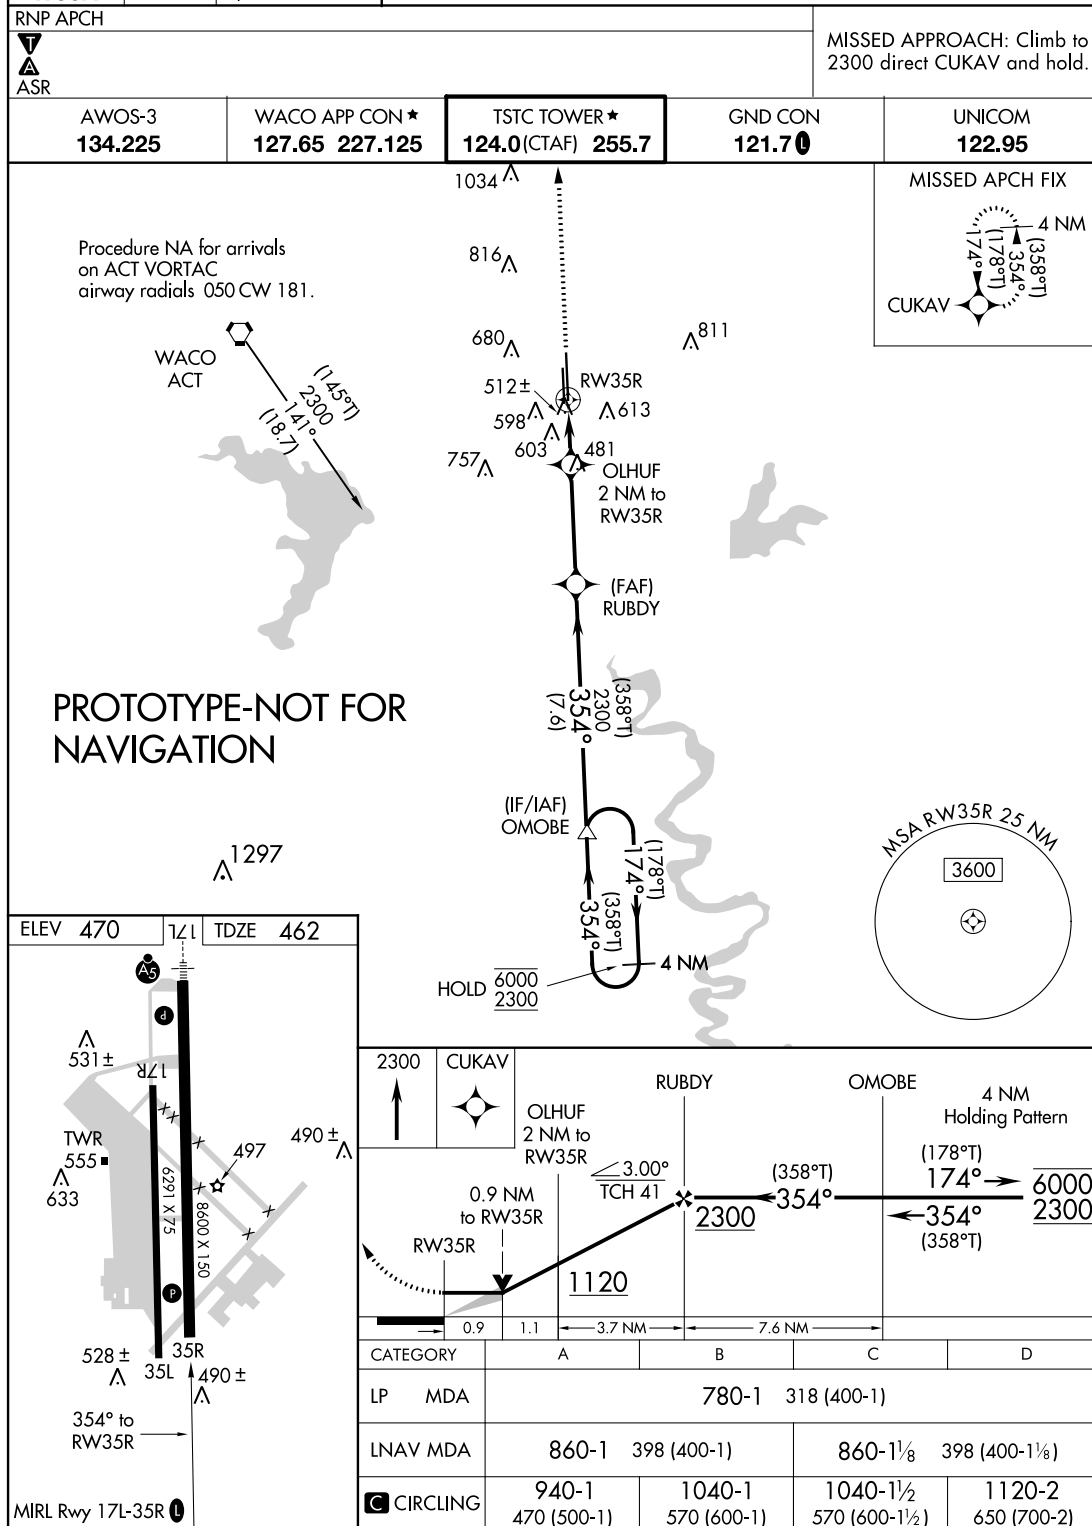 RNP APCH
T
A
ASR
MISSED APPROACH: Climb to
2300 direct CUKAV and hold.
AWOS-3
134.225
WACO APP CON ★
127.65 227.125
TSTC TOWER ★
124.0 (CTAF) 255.7
GND CON
121.7 L
UNICOM
122.95
1034
MISSED APCH FIX
4 NM
174°
(178°T)
354°
(358°T)
CUKAV
Procedure NA for arrivals
on ACT VORTAC
airway radials 050 CW 181.
816
WACO
ACT
(145°T)
2300
141°
(18.7)
680
811
512 ±
RW35R
598
613
603
481
757
OLHUF
2 NM to
RW35R
(FAF)
RUBDY
PROTOTYPE-NOT FOR
NAVIGATION
(358°T)
2300
354°
(7.6)
(IF/IAF)
OMOBE
1297
(178°T)
174°
(358°T)
354°
4 NM
HOLD 6000
2300
MSA RW35R 25 NM
3600
ELEV 470
17L
TDZE 462
A5
P
531 ±
17R
TWR
555
633
497
490 ±
6291 X 75
8600 X 150
P
528 ±
35L
35R
490 ±
354° to
RW35R
MIRL Rwy 17L-35R L
2300
CUKAV
OLHUF
2 NM to
RW35R
RUBDY
OMOBE
4 NM
Holding Pattern
3.00°
TCH 41
(358°T)
354°
(178°T)
174°
6000
2300
354°
(358°T)
0.9 NM
to RW35R
2300
RW35R
1120
0.9
1.1
3.7 NM
7.6 NM
CATEGORY A B C D
LP MDA 780-1 318 (400-1)
LNAV MDA 860-1 398 (400-1) 860-1⅛ 398 (400-1⅛)
C CIRCLING 940-1 1040-1 1040-1½ 1120-2
470 (500-1) 570 (600-1) 570 (600-1½) 650 (700-2)